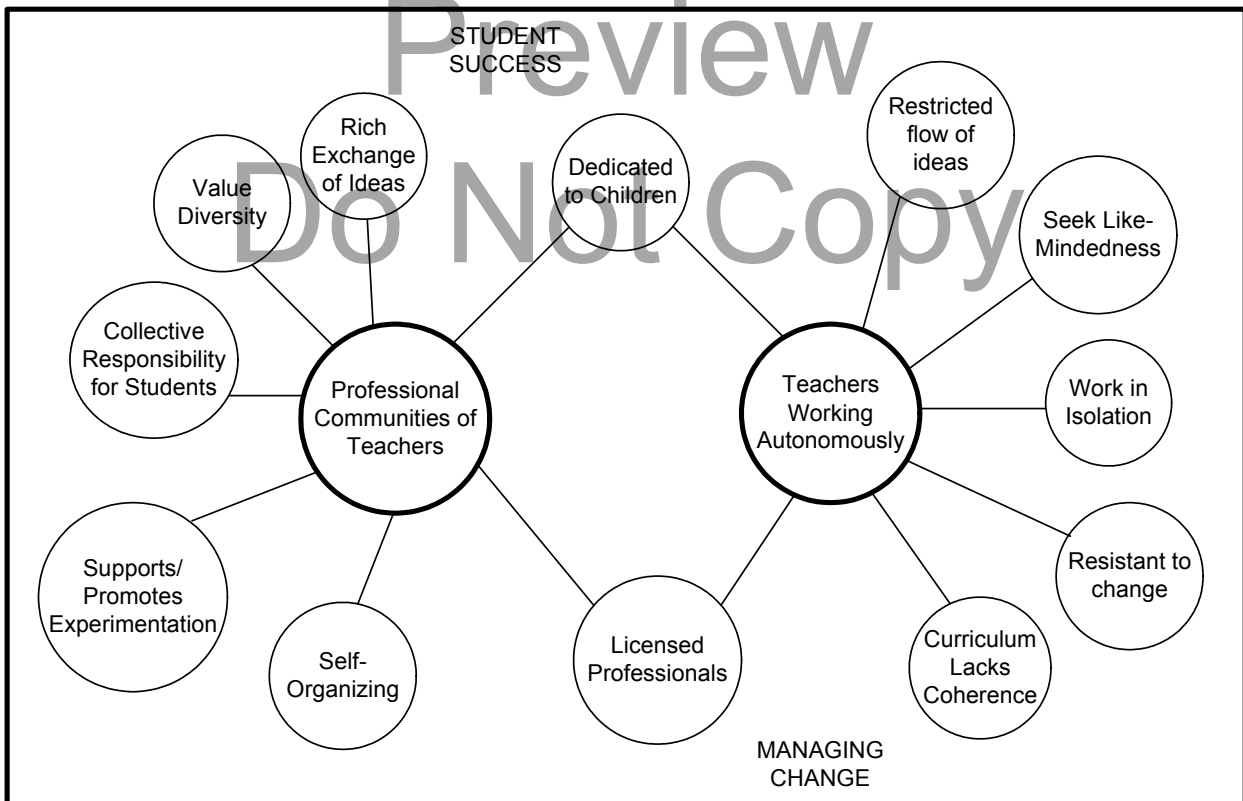 Preview
Do Not Copy
STUDENT
SUCCESS
Rich
Exchange
of Ideas
Value
Diversity
Dedicated
to Children
Restricted
flow of
ideas
Seek Like-
Mindedness
Collective
Responsibility
for Students
Professional
Communities of
Teachers
Teachers
Working
Autonomously
Work in
Isolation
Supports/
Promotes
Experimentation
Self-
Organizing
Licensed
Professionals
Curriculum
Lacks
Coherence
Resistant to
change
MANAGING
CHANGE